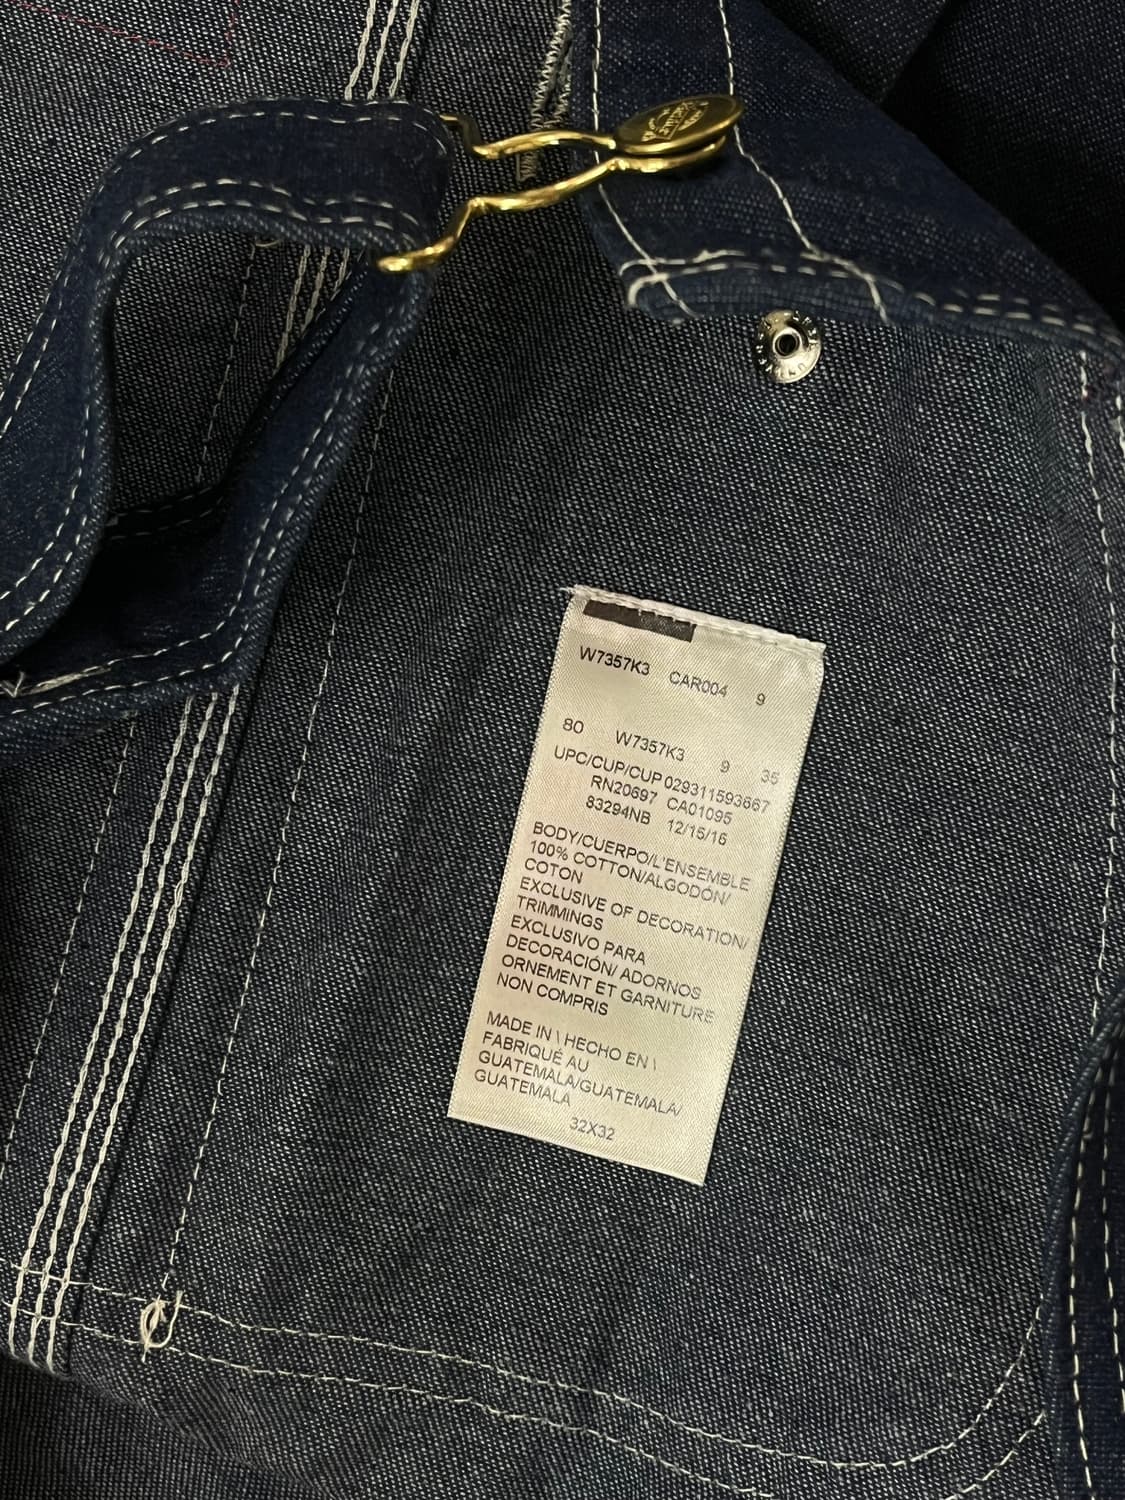 W7357K3 CAR004 9
80 W7357K3 9 35
UPC/CUP/CUP 029311593667
RN20697 CA01095
83294NB 12/15/16
BODY/CUERPO/L'ENSEMBLE
100% COTTON/ALGODÓN/
COTON
EXCLUSIVE OF DECORATION/
TRIMMINGS
EXCLUSIVO PARA
DECORACIÓN/ ADORNOS
ORNEMENT ET GARNITURE
NON COMPRIS
MADE IN \ HECHO EN \
FABRIQUÉ AU
GUATEMALA/GUATEMALA/
GUATEMALA
32X32